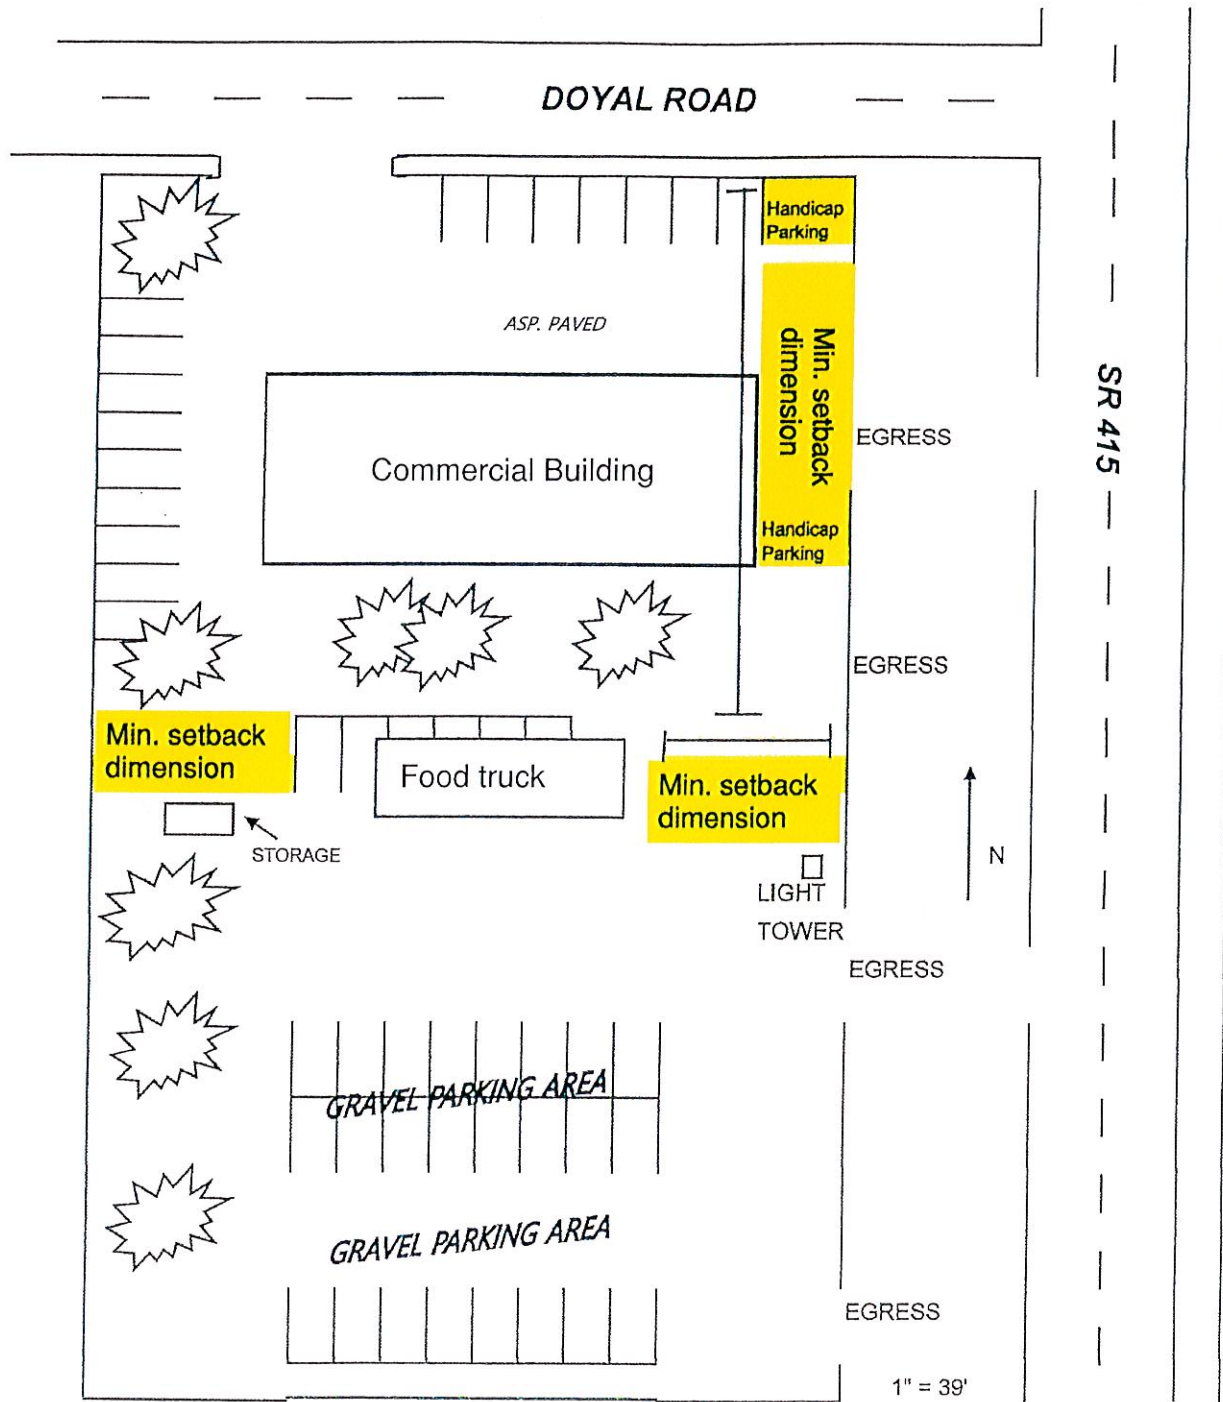 DOYAL ROAD
Handicap
Parking
ASP. PAVED
Min. setback
dimension
SR 415
EGRESS
Commercial Building
Handicap
Parking
EGRESS
Min. setback
dimension
Food truck
Min. setback
dimension
STORAGE
N
LIGHT
TOWER
EGRESS
GRAVEL PARKING AREA
GRAVEL PARKING AREA
EGRESS
1" = 39'